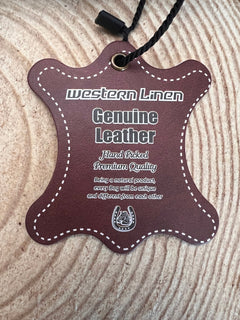 Western Linen
Genuine
Leather
Hand Picked
Premium Quality
Being a natural product,
every bag will be unique
and different from each other